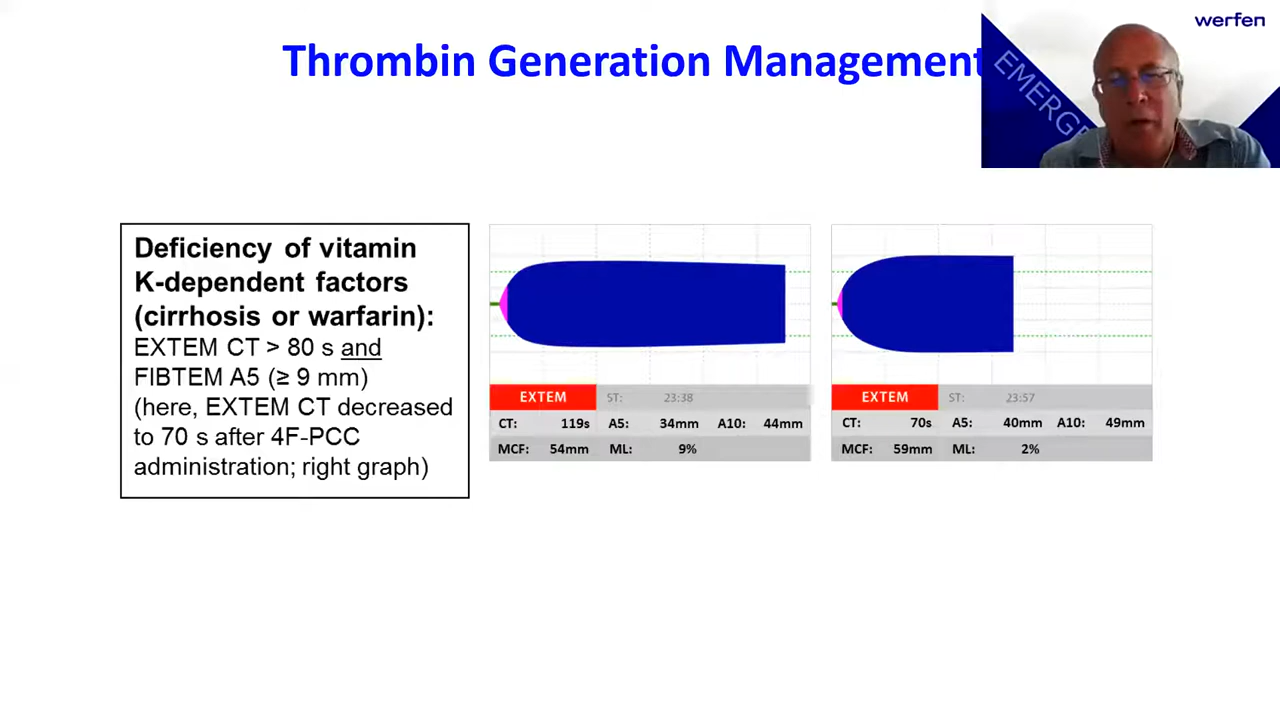 werfen
Thrombin Generation Management
EMERGE
Deficiency of vitamin
K-dependent factors
(cirrhosis or warfarin):
EXTEM CT > 80 s and
FIBTEM A5 (≥ 9 mm)
(here, EXTEM CT decreased
to 70 s after 4F-PCC
administration; right graph)
EXTEM ST: 23:38
CT: 119s A5: 34mm A10: 44mm
MCF: 54mm ML: 9%
EXTEM ST: 23:57
CT: 70s A5: 40mm A10: 49mm
MCF: 59mm ML: 2%